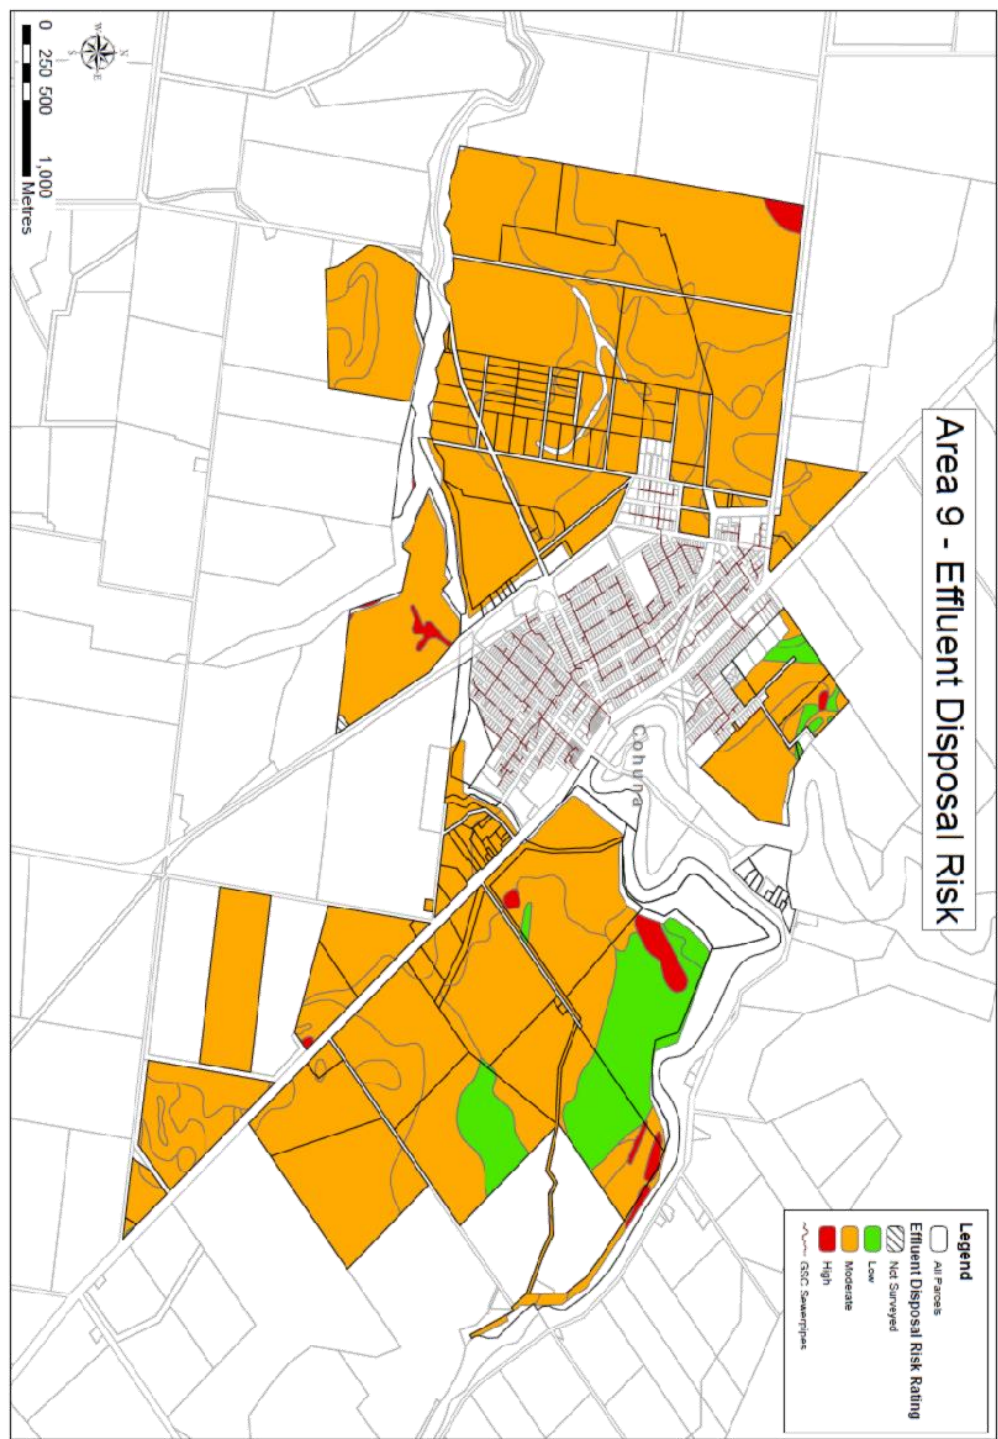 Area 9 - Effluent Disposal Risk
Legend
All Parcels
Effluent Disposal Risk Rating
Not Surveyed
Low
Moderate
High
GSC Sewerpipes
Cohuna
N
W
E
S
0 250 500 1,000
Metres